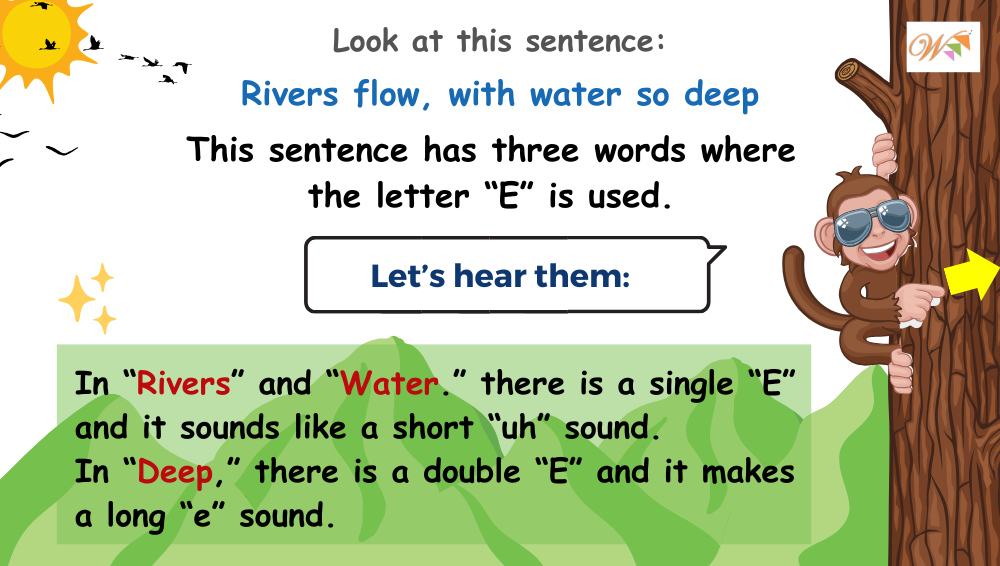 Look at this sentence:
Rivers flow, with water so deep
This sentence has three words where
the letter “E” is used.
Let’s hear them:
In “Rivers” and “Water.” there is a single “E”
and it sounds like a short “uh” sound.
In “Deep,” there is a double “E” and it makes
a long “e” sound.